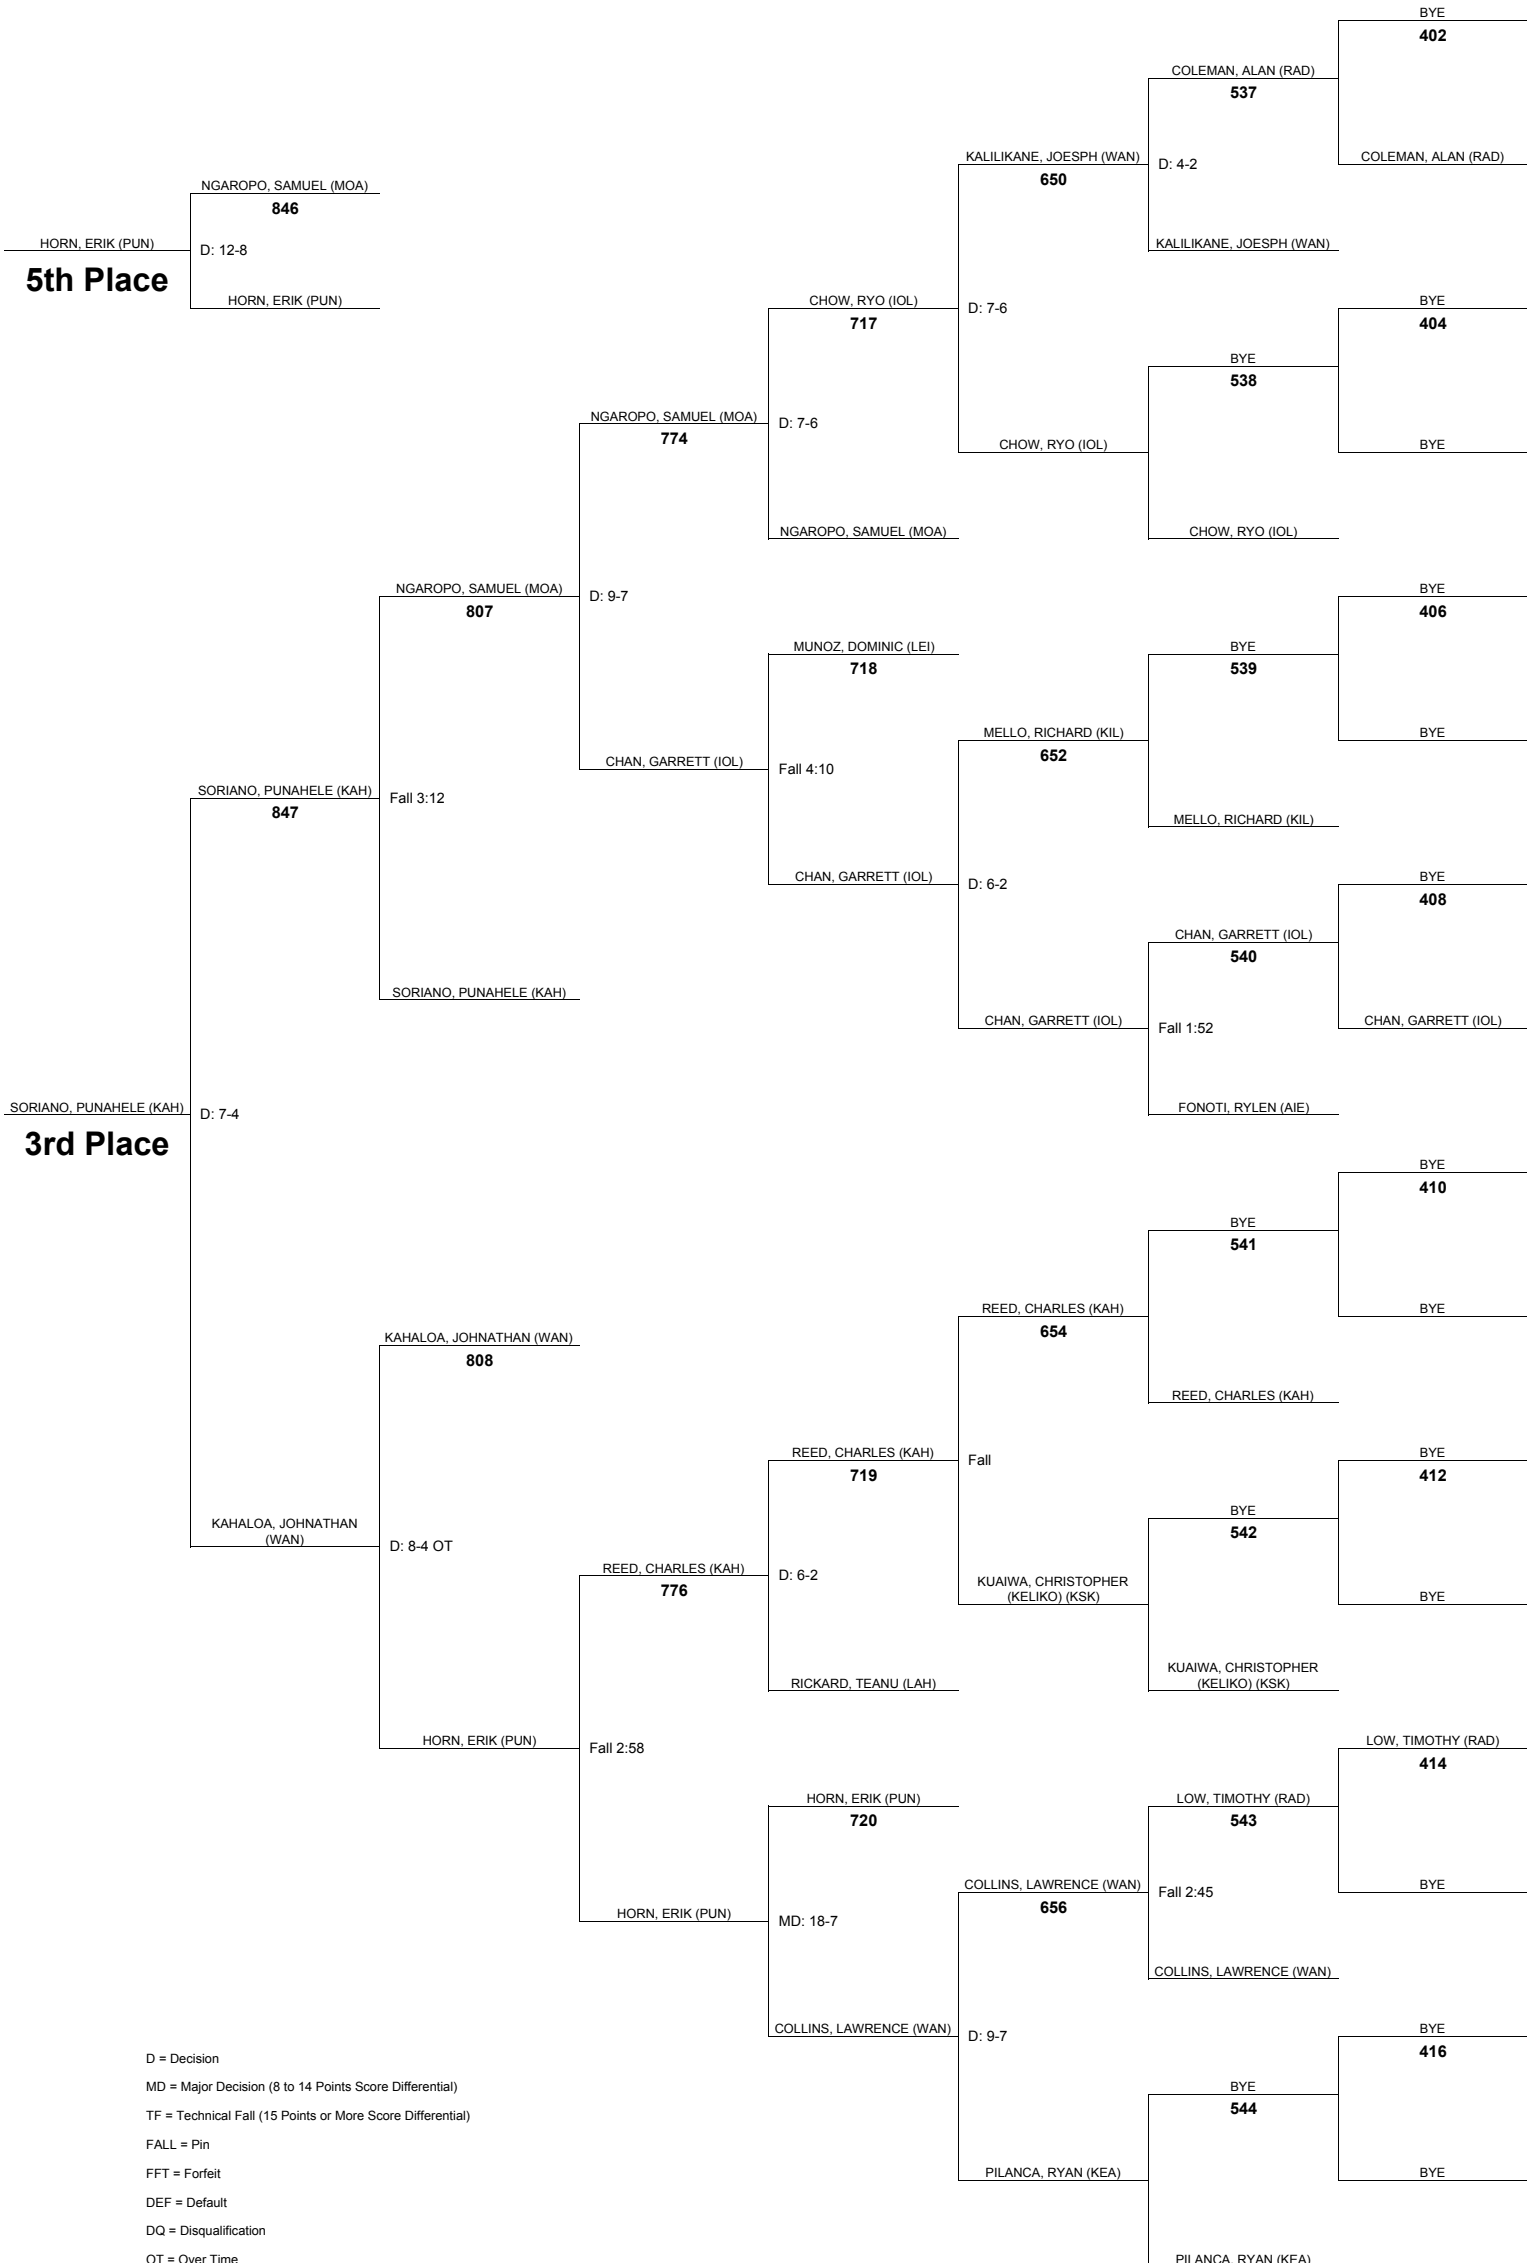 BYE
402
COLEMAN, ALAN (RAD)
537
KALILIKANE, JOESPH (WAN)
D: 4-2
COLEMAN, ALAN (RAD)
650
NGAROPO, SAMUEL (MOA)
846
HORN, ERIK (PUN)
D: 12-8
KALILIKANE, JOESPH (WAN)
5th Place
HORN, ERIK (PUN)
CHOW, RYO (IOL)
D: 7-6
BYE
717
404
BYE
538
NGAROPO, SAMUEL (MOA)
D: 7-6
774
CHOW, RYO (IOL)
BYE
NGAROPO, SAMUEL (MOA)
CHOW, RYO (IOL)
NGAROPO, SAMUEL (MOA)
D: 9-7
BYE
807
406
MUNOZ, DOMINIC (LEI)
BYE
718
539
MELLO, RICHARD (KIL)
BYE
652
CHAN, GARRETT (IOL)
Fall 4:10
SORIANO, PUNAHELE (KAH)
Fall 3:12
847
MELLO, RICHARD (KIL)
CHAN, GARRETT (IOL)
D: 6-2
BYE
408
CHAN, GARRETT (IOL)
540
SORIANO, PUNAHELE (KAH)
CHAN, GARRETT (IOL)
Fall 1:52
CHAN, GARRETT (IOL)
SORIANO, PUNAHELE (KAH)
D: 7-4
FONOTI, RYLEN (AIE)
3rd Place
BYE
410
BYE
541
REED, CHARLES (KAH)
BYE
654
KAHALOA, JOHNATHAN (WAN)
808
REED, CHARLES (KAH)
REED, CHARLES (KAH)
Fall
BYE
719
412
BYE
542
KAHALOA, JOHNATHAN
(WAN)
D: 8-4 OT
REED, CHARLES (KAH)
D: 6-2
776
KUAIWA, CHRISTOPHER
(KELIKO) (KSK)
BYE
RICKARD, TEANU (LAH)
KUAIWA, CHRISTOPHER
(KELIKO) (KSK)
HORN, ERIK (PUN)
Fall 2:58
LOW, TIMOTHY (RAD)
414
HORN, ERIK (PUN)
LOW, TIMOTHY (RAD)
720
543
COLLINS, LAWRENCE (WAN)
Fall 2:45
BYE
656
HORN, ERIK (PUN)
MD: 18-7
COLLINS, LAWRENCE (WAN)
COLLINS, LAWRENCE (WAN)
D: 9-7
BYE
416
D = Decision
MD = Major Decision (8 to 14 Points Score Differential)
BYE
544
TF = Technical Fall (15 Points or More Score Differential)
FALL = Pin
PILANCA, RYAN (KEA)
BYE
FFT = Forfeit
DEF = Default
DQ = Disqualification
OT = Over Time
PILANCA, RYAN (KEA)